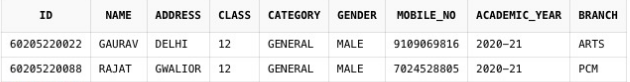 ID NAME ADDRESS CLASS CATEGORY GENDER MOBILE_NO ACADEMIC_YEAR BRANCH
60205220022 GAURAV DELHI 12 GENERAL MALE 9109069816 2020-21 ARTS
60205220088 RAJAT GWALIOR 12 GENERAL MALE 7024528805 2020-21 PCM